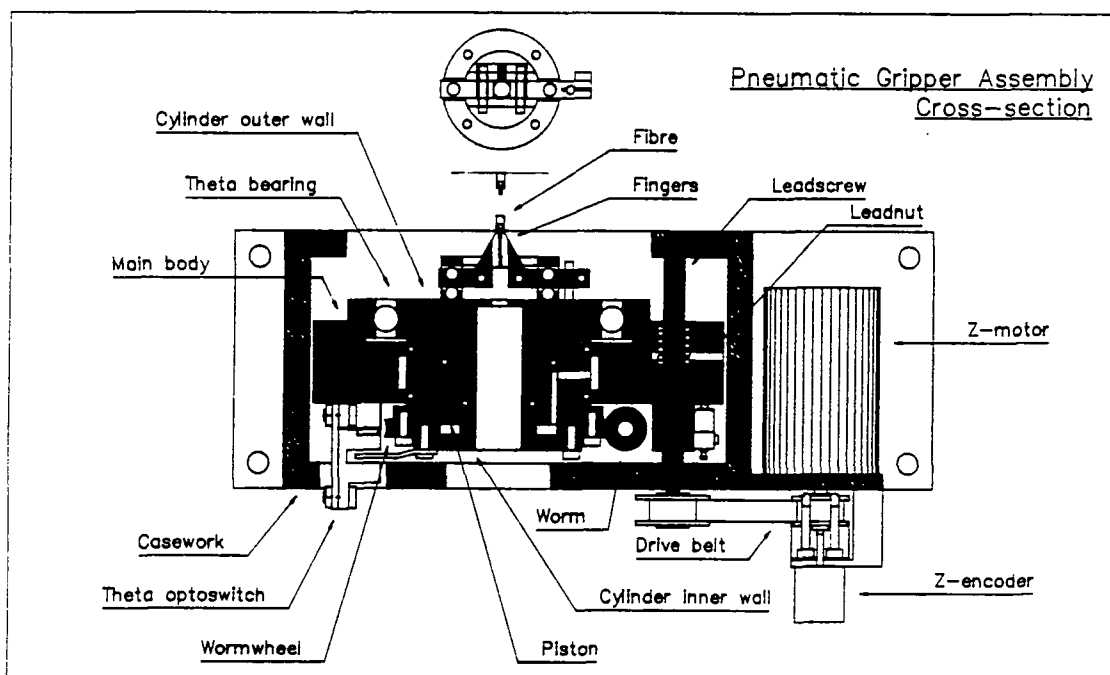 Pneumatic Gripper Assembly
Cross-section
Cylinder outer wall
Fibre
Theta bearing
Fingers
Leadscrew
Leadnut
Main body
Z-motor
Worm
Casework
Drive belt
Z-encoder
Theta optoswitch
Cylinder inner wall
Wormwheel
Piston